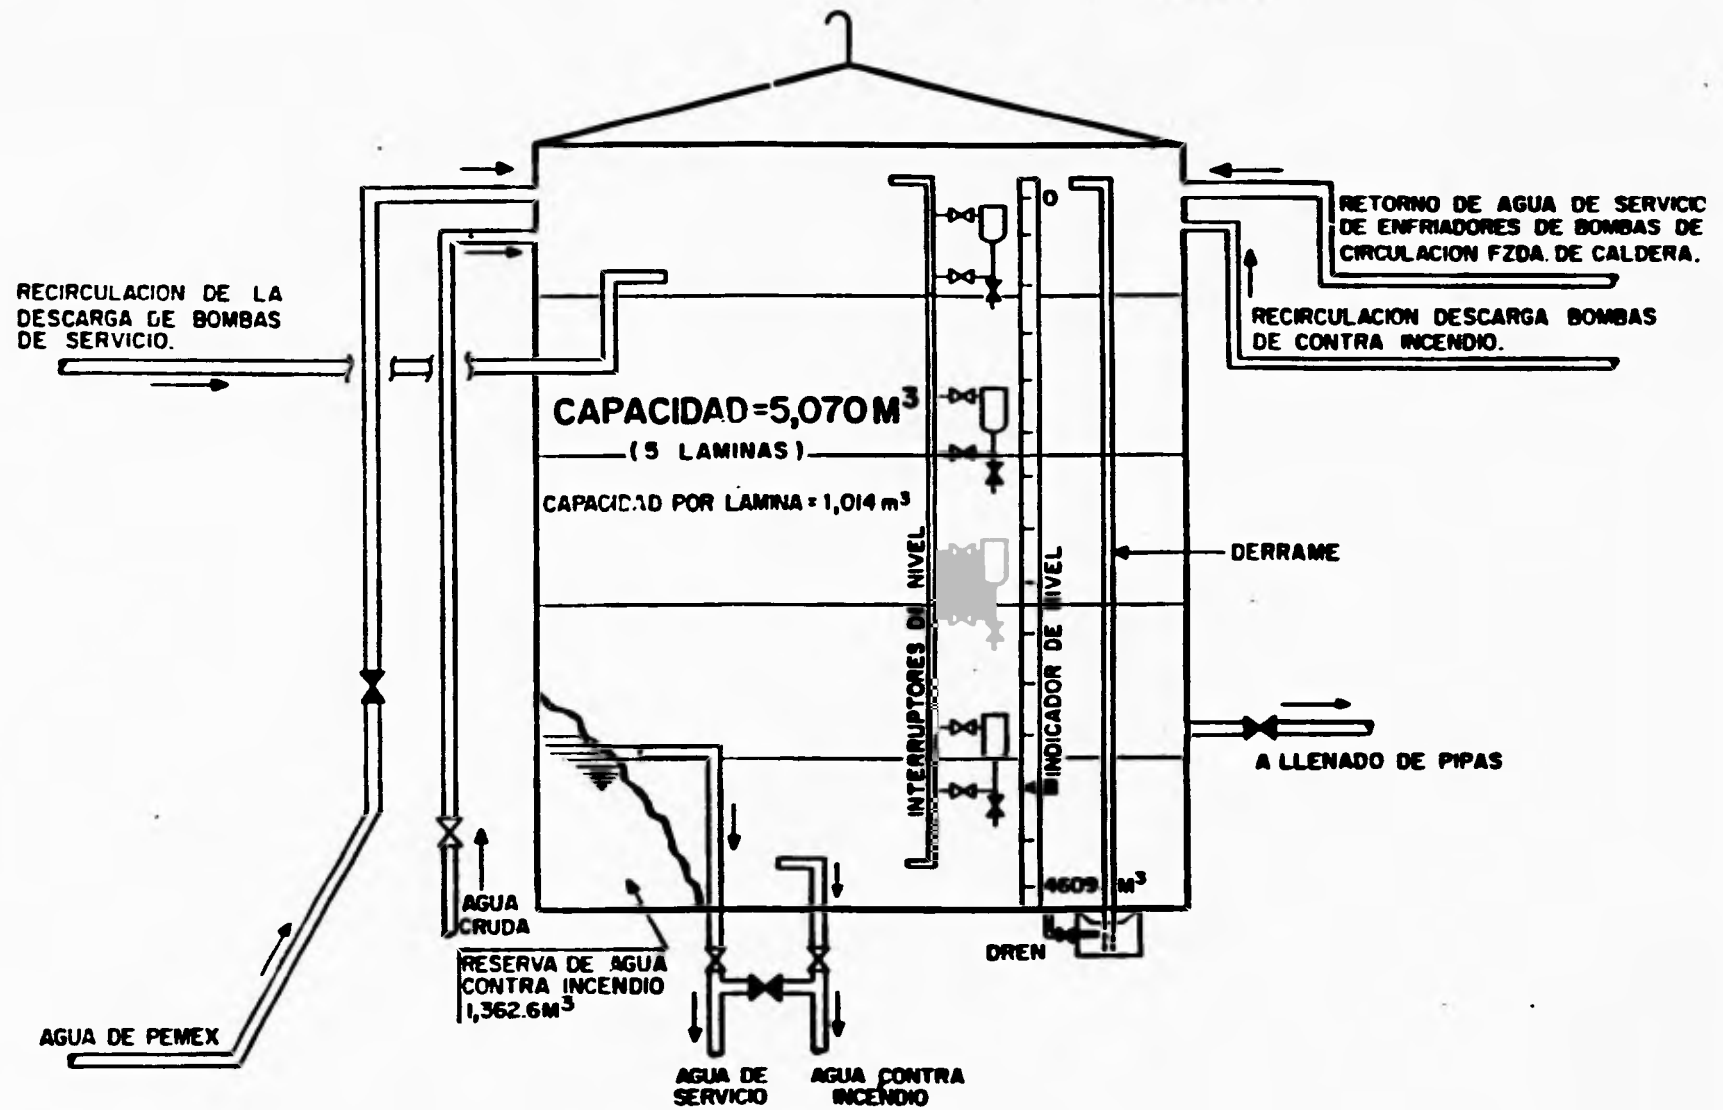 RETORNO DE AGUA DE SERVICIO
DE ENFRIADORES DE BOMBAS DE
CIRCULACION FZDA. DE CALDERA.
RECIRCULACION DE LA
DESCARGA DE BOMBAS
DE SERVICIO.
RECIRCULACION DESCARGA BOMBAS
DE CONTRA INCENDIO.
O
CAPACIDAD=5,070 M³
(5 LAMINAS)
CAPACIDAD POR LAMINA = 1,014 m³
INTERRUPTORES DE NIVEL
INDICADOR DE NIVEL
DERRAME
A LLENADO DE PIPAS
4609 M³
AGUA
CRUDA
DREN
RESERVA DE AGUA
CONTRA INCENDIO
1,362.6M³
AGUA DE PEMEX
AGUA DE
SERVICIO
AGUA CONTRA
INCENDIO